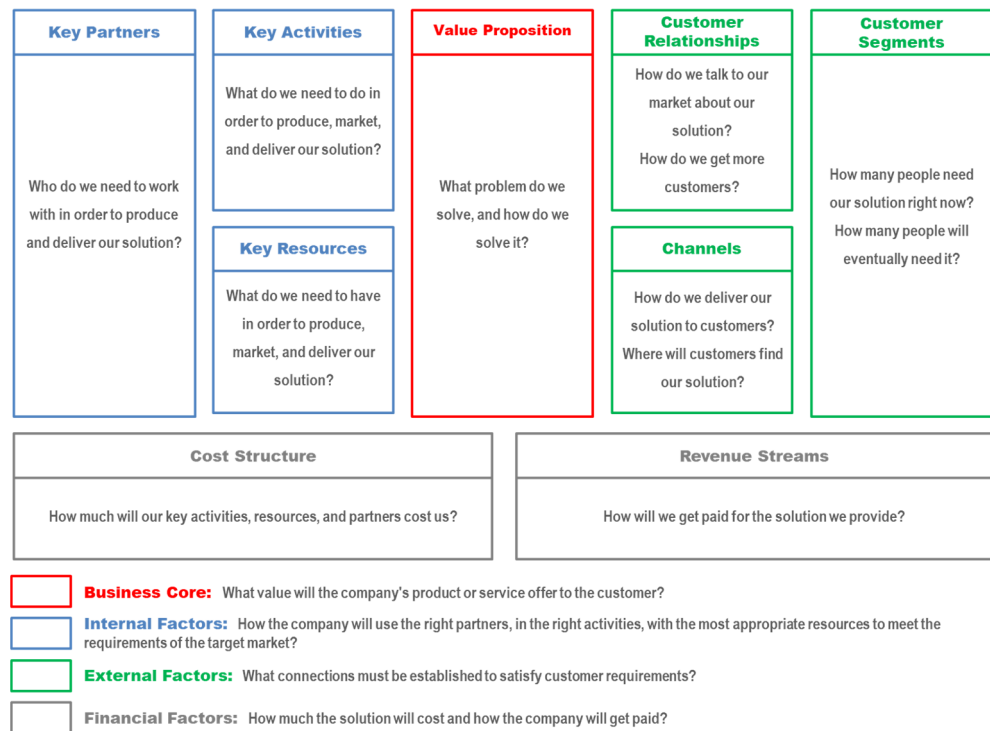 Key Partners
Who do we need to work
with in order to produce
and deliver our solution?
Key Activities
What do we need to do in
order to produce, market,
and deliver our solution?
Key Resources
What do we need to have
in order to produce,
market, and deliver our
solution?
Value Proposition
What problem do we
solve, and how do we
solve it?
Customer
Relationships
How do we talk to our
market about our
solution?
How do we get more
customers?
Channels
How do we deliver our
solution to customers?
Where will customers find
our solution?
Customer
Segments
How many people need
our solution right now?
How many people will
eventually need it?
Cost Structure
How much will our key activities, resources, and partners cost us?
Revenue Streams
How will we get paid for the solution we provide?
Business Core: What value will the company's product or service offer to the customer?
Internal Factors: How the company will use the right partners, in the right activities, with the most appropriate resources to meet the
requirements of the target market?
External Factors: What connections must be established to satisfy customer requirements?
Financial Factors: How much the solution will cost and how the company will get paid?